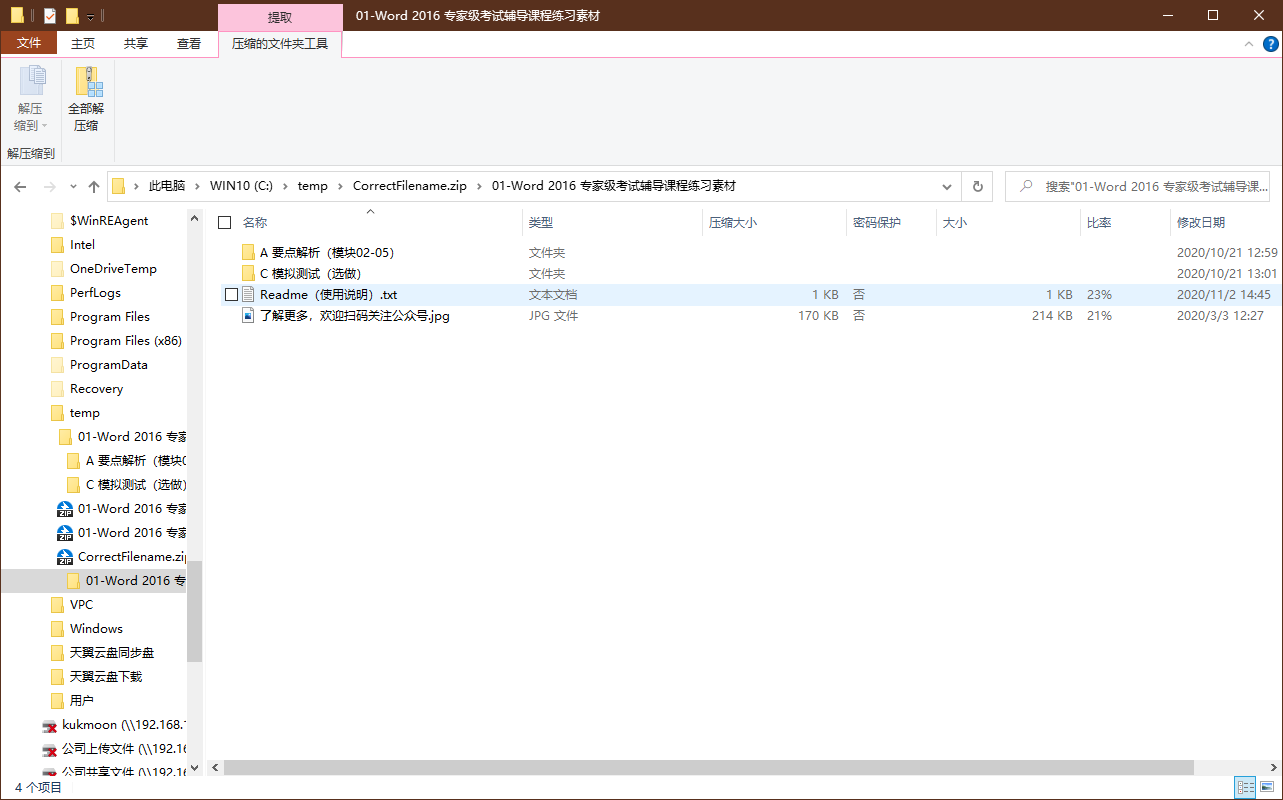 提取
01-Word 2016 专家级考试辅导课程练习素材
文件
主页
共享
查看
压缩的文件夹工具
解压
缩到
全部解
压缩
解压缩到
此电脑 › WIN10 (C:) › temp › CorrectFilename.zip › 01-Word 2016 专家级考试辅导课程练习素材
搜索"01-Word 2016 专家级考试辅导课...
$WinREAgent
Intel
OneDriveTemp
PerfLogs
Program Files
Program Files (x86)
ProgramData
Recovery
temp
01-Word 2016 专家
A 要点解析（模块0
C 模拟测试（选做)
01-Word 2016 专家
01-Word 2016 专家
CorrectFilename.zip
01-Word 2016 专
VPC
Windows
天翼云盘同步盘
天翼云盘下载
用户
kukmoon (\\192.168.1
公司上传文件 (\\192.16
公司共享文件 (\\192.16
名称 类型 压缩大小 密码保护 大小 比率 修改日期
A 要点解析（模块02-05） 文件夹 2020/10/21 12:59
C 模拟测试（选做） 文件夹 2020/10/21 13:01
Readme（使用说明）.txt 文本文档 1 KB 否 1 KB 23% 2020/11/2 14:45
了解更多，欢迎扫码关注公众号.jpg JPG 文件 170 KB 否 214 KB 21% 2020/3/3 12:27
4 个项目